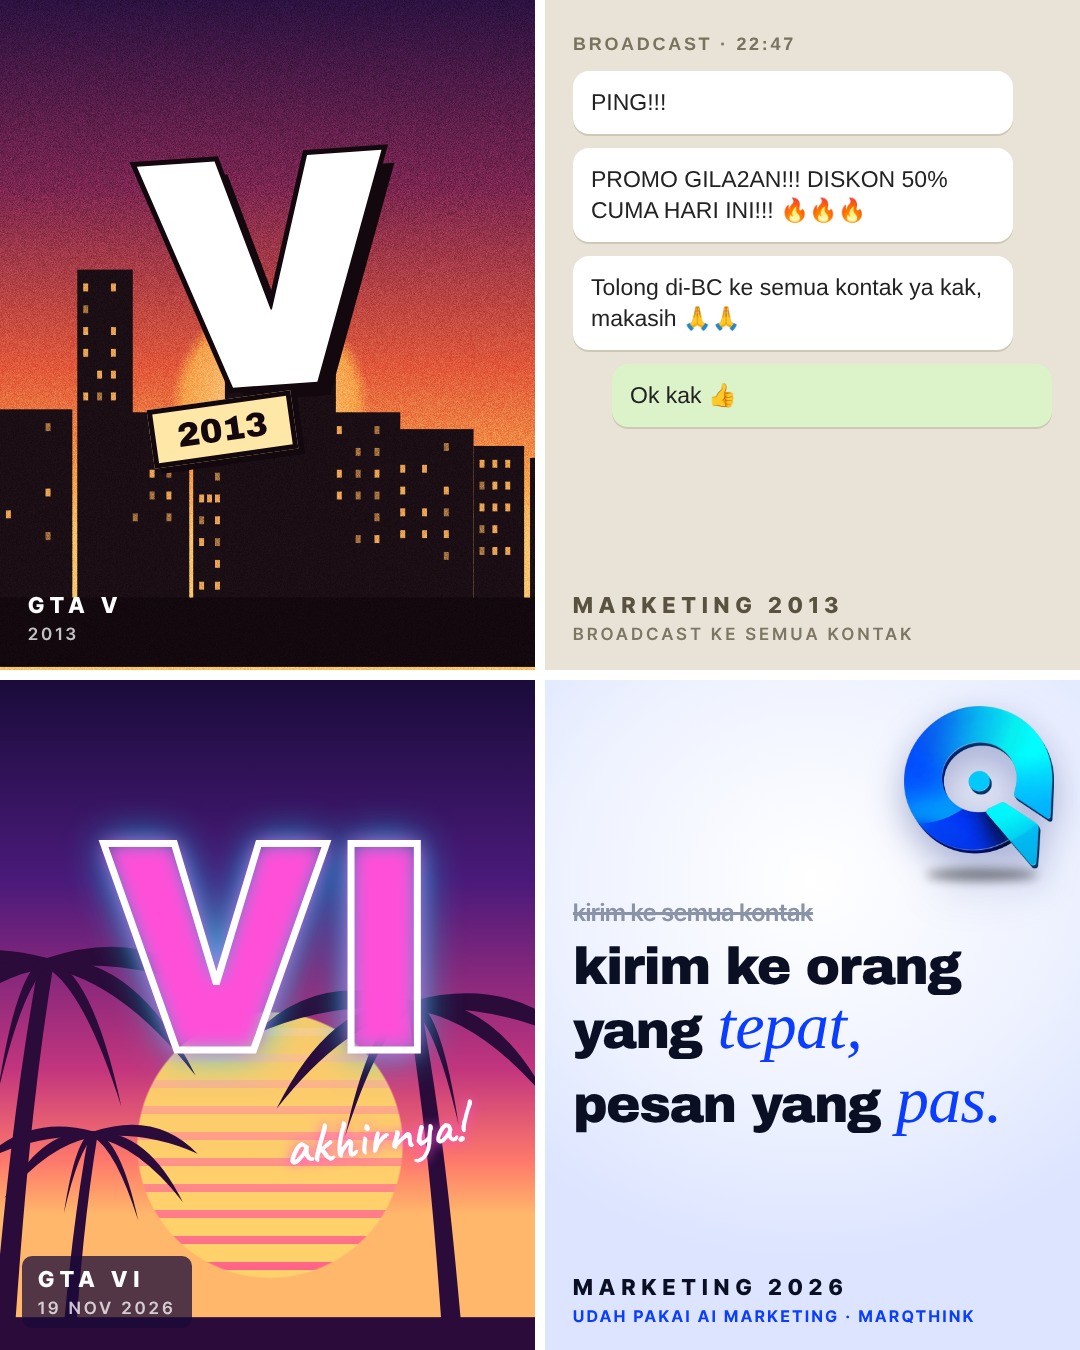 V
2013
GTA V
2013
BROADCAST · 22:47
PING!!!
PROMO GILA2AN!!! DISKON 50%
CUMA HARI INI!!! 🔥🔥🔥
Tolong di-BC ke semua kontak ya kak,
makasih 🙏🙏
Ok kak 👍
MARKETING 2013
BROADCAST KE SEMUA KONTAK
VI
akhirnya!
GTA VI
19 NOV 2026
kirim ke semua kontak
kirim ke orang
yang tepat,
pesan yang pas.
MARKETING 2026
UDAH PAKAI AI MARKETING · MARQTHINK